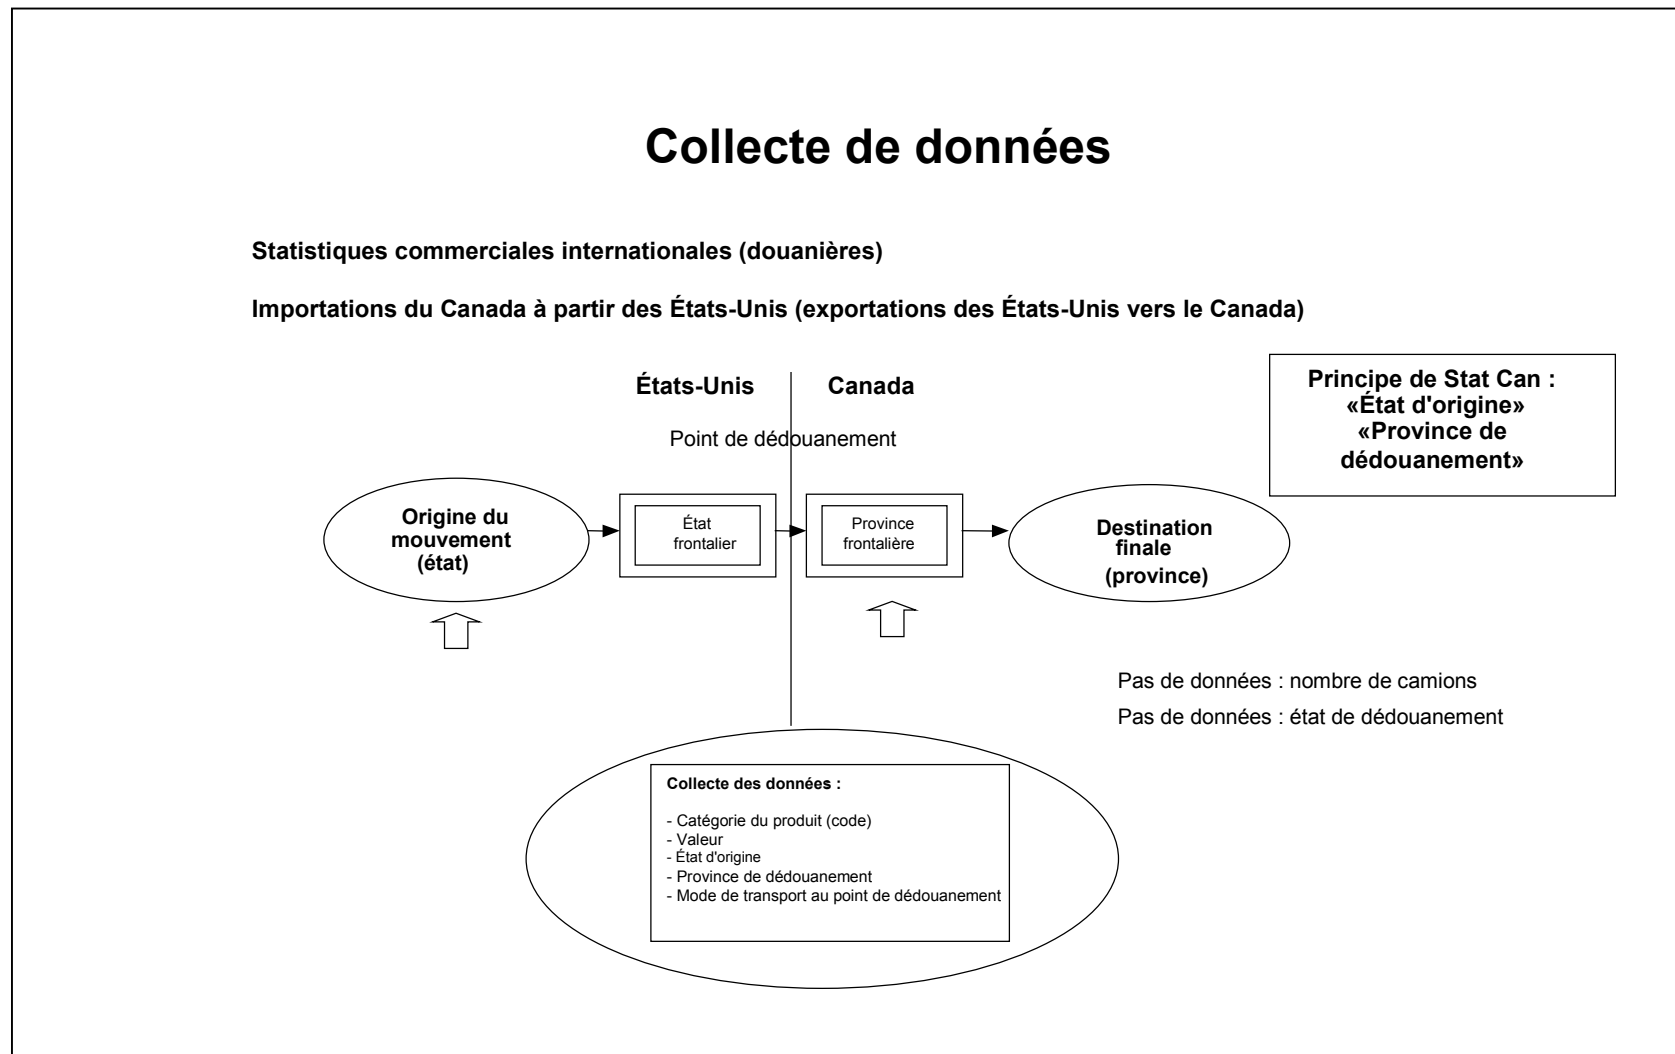 Collecte de données
Statistiques commerciales internationales (douanières)
Importations du Canada à partir des États-Unis (exportations des États-Unis vers le Canada)
États-Unis
Canada
Point de dédouanement
Principe de Stat Can :
«État d'origine»
«Province de
dédouanement»
Origine du
mouvement
(état)
État
frontalier
Province
frontalière
Destination
finale
(province)
Pas de données : nombre de camions
Pas de données : état de dédouanement
Collecte des données :
- Catégorie du produit (code)
- Valeur
- État d'origine
- Province de dédouanement
- Mode de transport au point de dédouanement